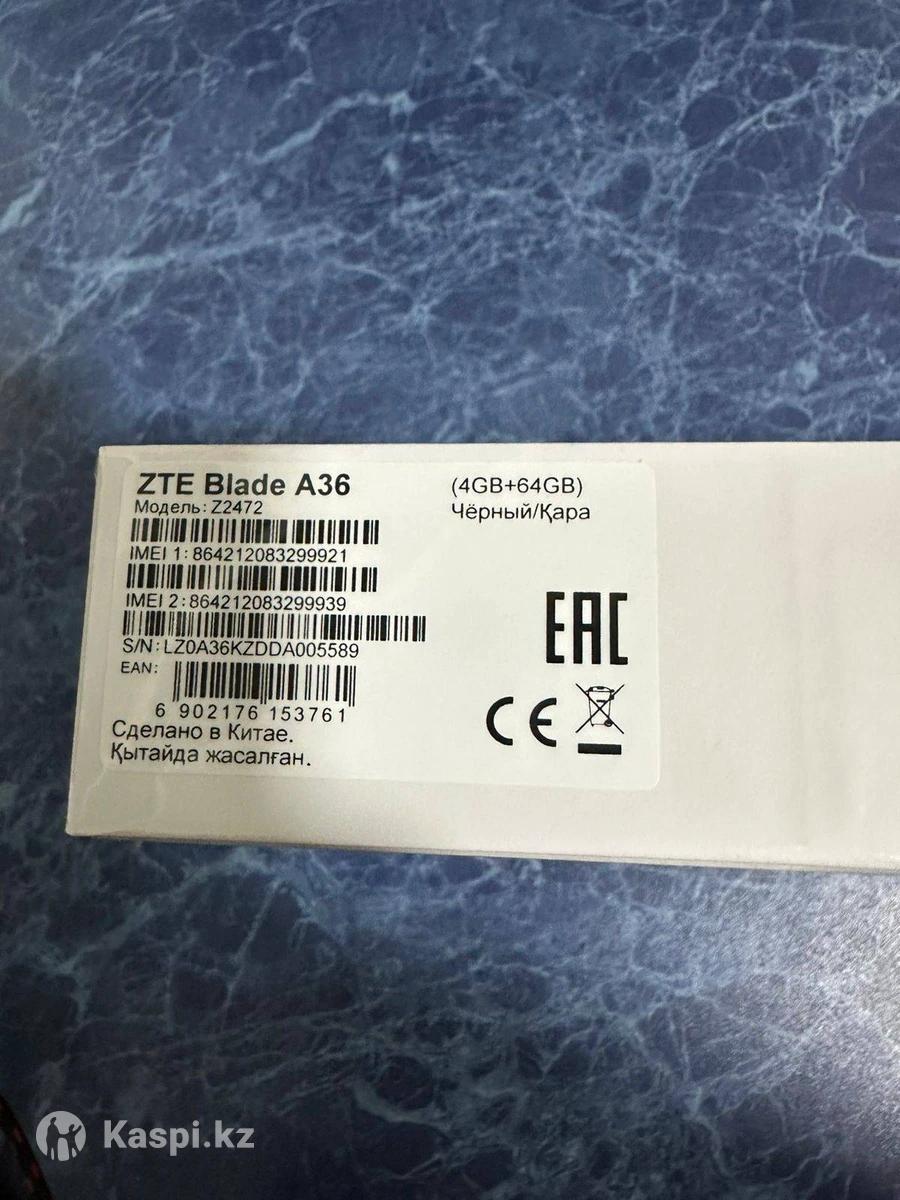 ZTE Blade A36
(4GB+64GB)
Модель: Z2472
Чёрный/Қара
IMEI 1: 864212083299921
IMEI 2: 864212083299939
S/N: LZ0A36KZDDA005589
EAN:
6 902176 153761
Сделано в Китае.
Қытайда жасалған.
EAC
CE
Kaspi.kz